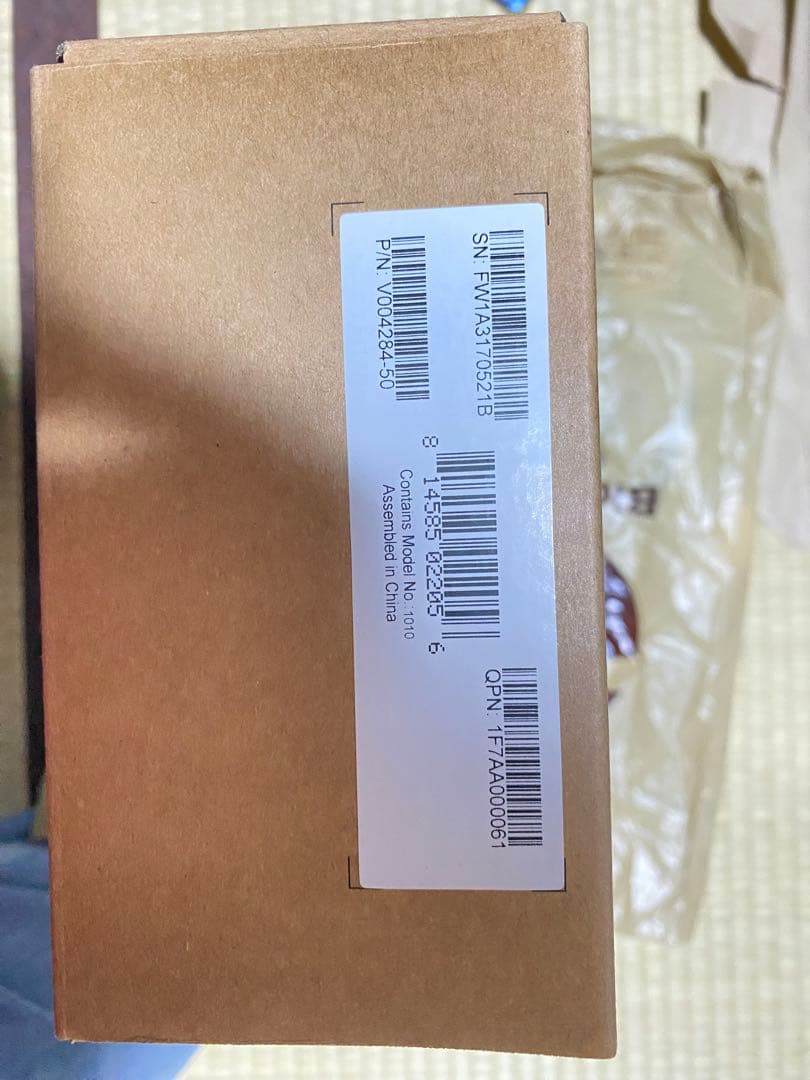 SN: FW1A3170521B
P/N: V004284-50
8 14585 02205 6
Contains Model No.:1010
Assembled in China
QPN: 1F7AA000061